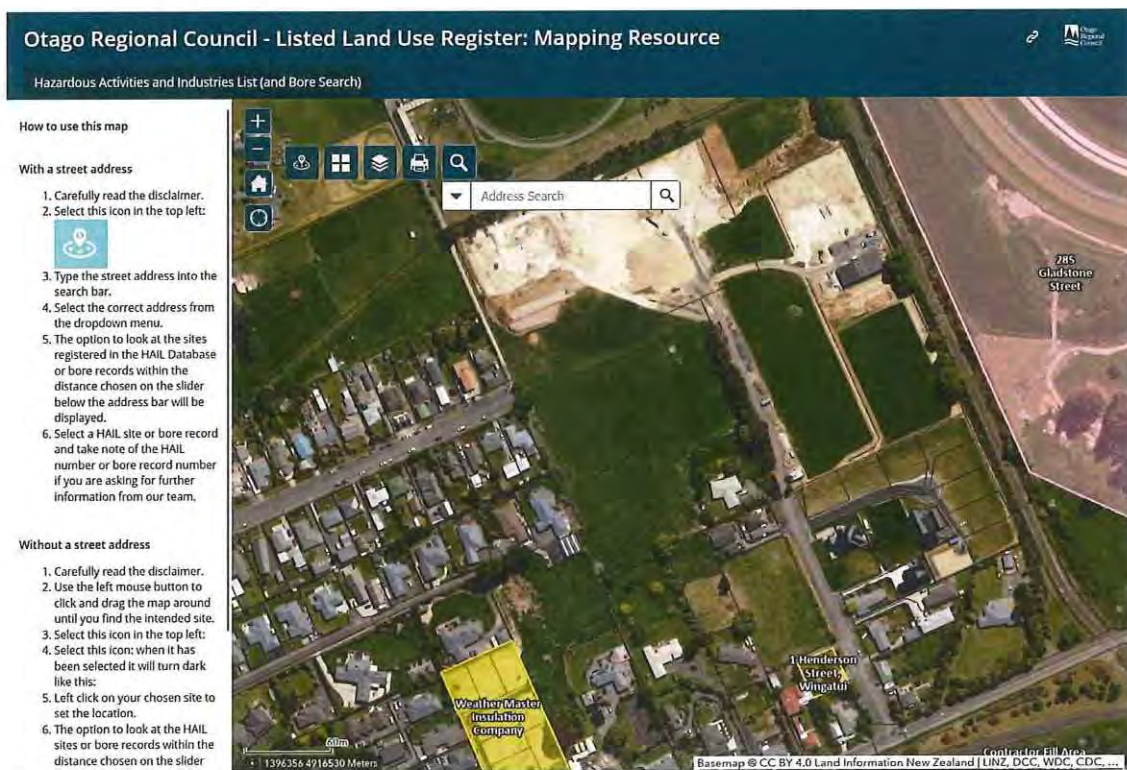 Otago Regional Council - Listed Land Use Register: Mapping Resource
Otago
Regional
Council
Hazardous Activities and Industries List (and Bore Search)
How to use this map
With a street address
1. Carefully read the disclaimer.
2. Select this icon in the top left:
3. Type the street address into the
search bar.
4. Select the correct address from
the dropdown menu.
5. The option to look at the sites
registered in the HAIL Database
or bore records within the
distance chosen on the slider
below the address bar will be
displayed.
6. Select a HAIL site or bore record
and take note of the HAIL
number or bore record number
if you are asking for further
information from our team.
Without a street address
1. Carefully read the disclaimer.
2. Use the left mouse button to
click and drag the map around
until you find the intended site.
3. Select this icon in the top left:
4. Select this icon: when it has
been selected it will turn dark
like this:
5. Left click on your chosen site to
set the location.
6. The option to look at the HAIL
sites or bore records within the
distance chosen on the slider
+
−
Address Search
285
Gladstone
Street
1 Henderson
Street,
Wingatui
Weather Master
Insulation
Company
60m
1396356 4916530 Meters
Contractor Fill Area
Basemap © CC BY 4.0 Land Information New Zealand | LINZ, DCC, WDC, CDC, ...